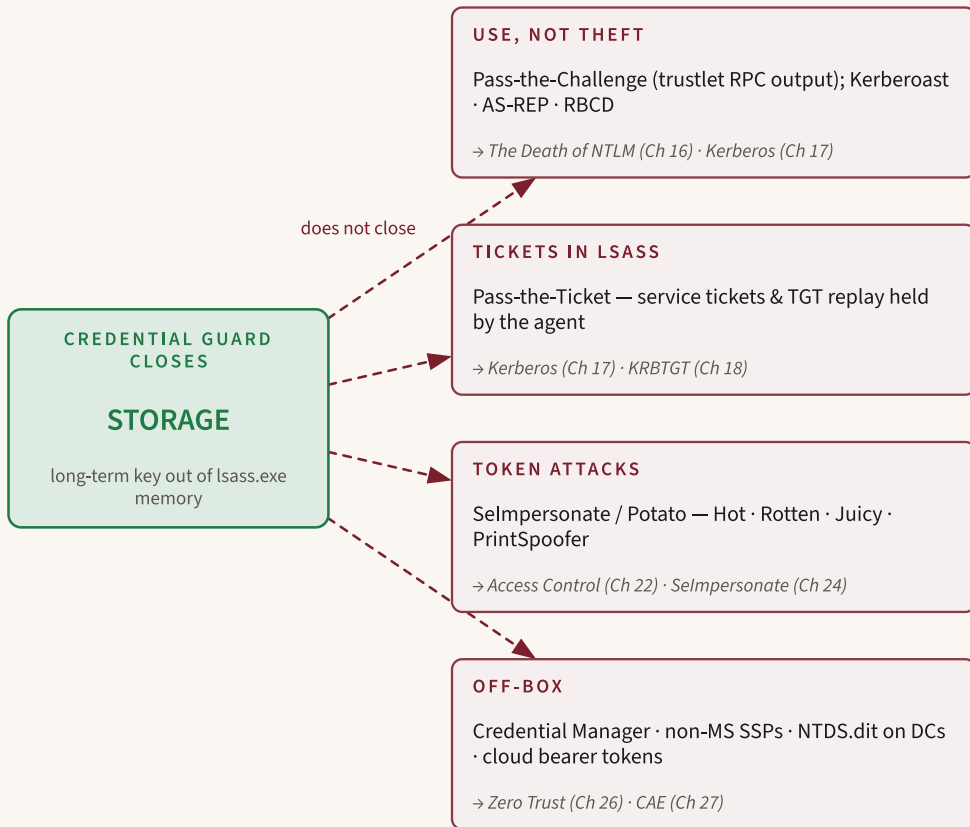 USE, NOT THEFT
Pass-the-Challenge (trustlet RPC output); Kerberoast
· AS-REP · RBCD
→ The Death of NTLM (Ch 16) · Kerberos (Ch 17)
does not close
TICKETS IN LSASS
Pass-the-Ticket — service tickets & TGT replay held
by the agent
→ Kerberos (Ch 17) · KRBTGT (Ch 18)
CREDENTIAL GUARD
CLOSES
STORAGE
long-term key out of lsass.exe
memory
TOKEN ATTACKS
SeImpersonate / Potato — Hot · Rotten · Juicy ·
PrintSpoofer
→ Access Control (Ch 22) · SeImpersonate (Ch 24)
OFF-BOX
Credential Manager · non-MS SSPs · NTDS.dit on DCs
· cloud bearer tokens
→ Zero Trust (Ch 26) · CAE (Ch 27)